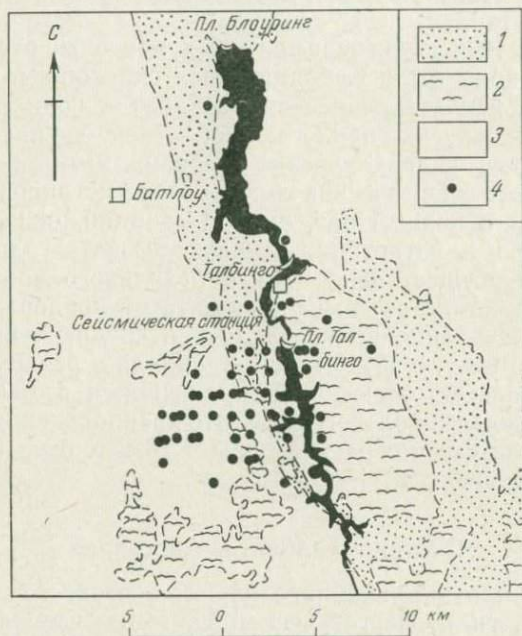 Пл. Блоуринг
С
1
2
3
4
Батлоу
Талбинго
Сейсмическая станция
Пл. Тал-
бинго
5 0 5 10 км